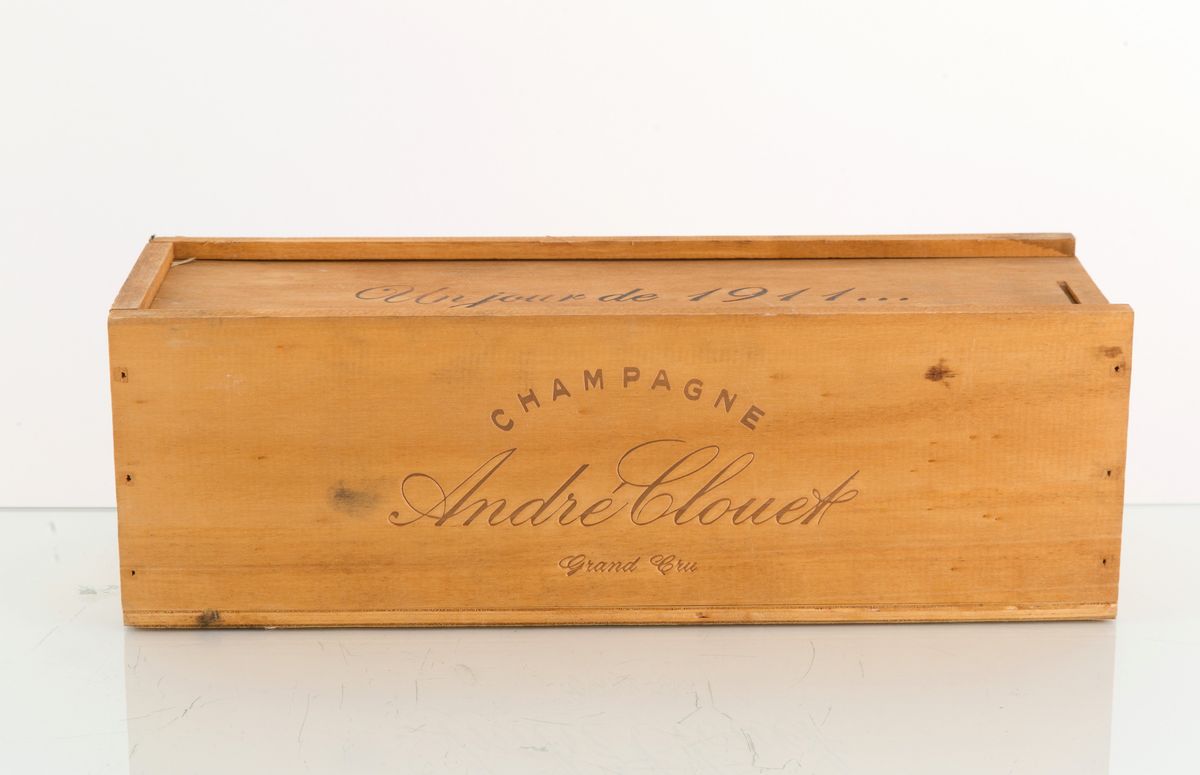 Un jour de 1911...
CHAMPAGNE
André Clouet
Grand Cru